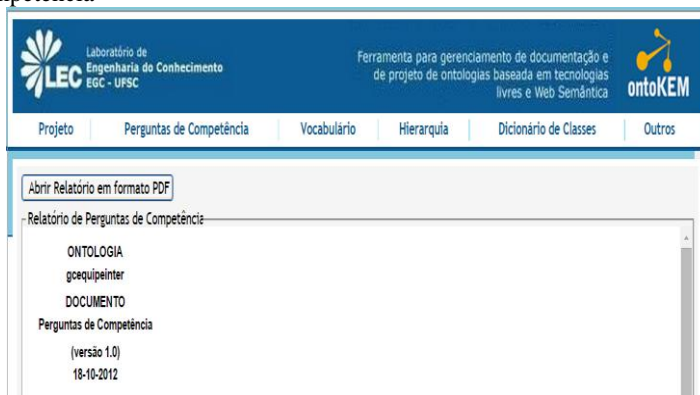 Laboratório de
Engenharia do Conhecimento
LEC EGC - UFSC
Ferramenta para gerenciamento de documentação e
de projeto de ontologias baseada em tecnologias
livres e Web Semântica
ontoKEM
Projeto Perguntas de Competência Vocabulário Hierarquia Dicionário de Classes Outros
Abrir Relatório em formato PDF
Relatório de Perguntas de Competência
ONTOLOGIA
gcequipeinter
DOCUMENTO
Perguntas de Competência
(versão 1.0)
18-10-2012